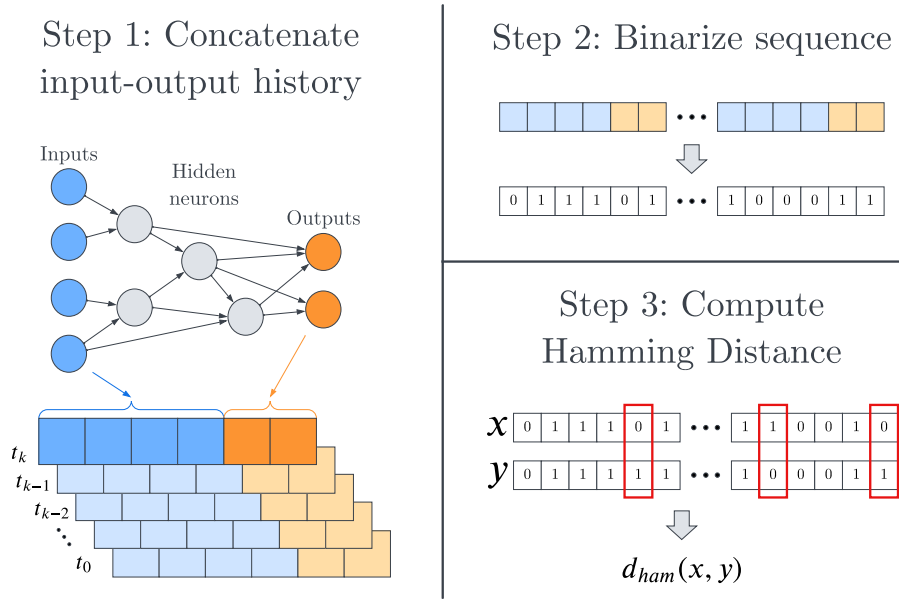 Step 1: Concatenate
input-output history
Inputs
Hidden
neurons
Outputs
t_k
t_{k-1}
t_{k-2}
⋱
t_0
Step 2: Binarize sequence
•••
0 1 1 1 0 1 ••• 1 0 0 0 1 1
Step 3: Compute
Hamming Distance
x 0 1 1 1 0 1 ••• 1 1 0 0 1 0
y 0 1 1 1 1 1 ••• 1 0 0 0 1 1
d_{ham}(x, y)